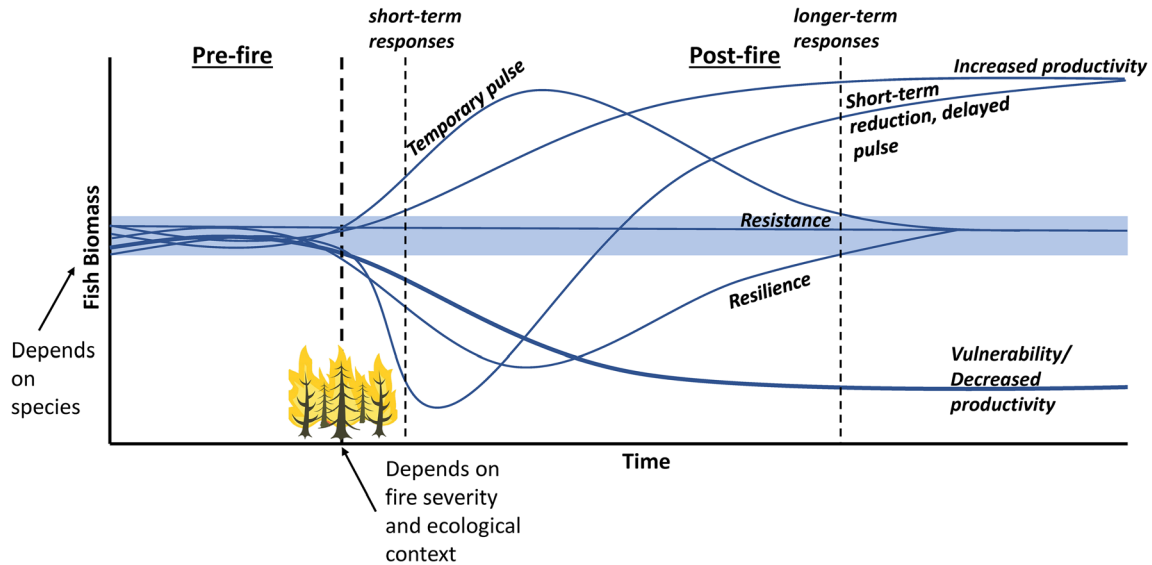 short-term
responses
longer-term
responses
Pre-fire
Post-fire
Increased productivity
Temporary pulse
Short-term
reduction, delayed
pulse
Resistance
Resilience
Fish Biomass
Depends
on
species
Vulnerability/
Decreased
productivity
Time
Depends on
fire severity
and ecological
context